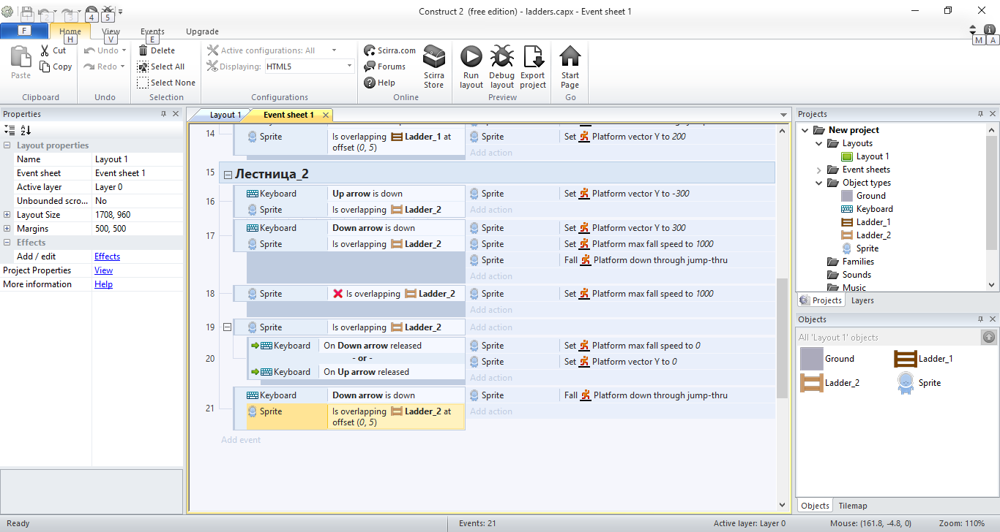 Construct 2 (free edition) - ladders.capx - Event sheet 1
1 2 3 4 5
F Home View Events Upgrade
H V E M A
Paste Cut Copy
Undo Redo
Delete Select All Select None
Active configurations: All
Displaying: HTML5
Scirra.com Forums Help
Scirra Store
Run layout
Debug layout
Export project
Start Page
Clipboard Undo Selection Configurations Online Preview Go
Properties
Layout properties
Name Layout 1
Event sheet Event sheet 1
Active layer Layer 0
Unbounded scro... No
Layout Size 1708, 960
Margins 500, 500
Effects
Add / edit Effects
Project Properties View
More information Help
Layout 1 Event sheet 1
14 Sprite Is overlapping Ladder_1 at offset (0, 5) Sprite Set Platform vector Y to 200
Add action
15 Лестница_2
16 Keyboard Up arrow is down Sprite Set Platform vector Y to -300
Sprite Is overlapping Ladder_2 Add action
17 Keyboard Down arrow is down Sprite Set Platform vector Y to 300
Sprite Is overlapping Ladder_2 Sprite Set Platform max fall speed to 1000
Sprite Fall Platform down through jump-thru
Add action
18 Sprite Is overlapping Ladder_2 Sprite Set Platform max fall speed to 1000
Add action
19 Sprite Is overlapping Ladder_2 Add action
20 Keyboard On Down arrow released Sprite Set Platform max fall speed to 0
- or - Sprite Set Platform vector Y to 0
Keyboard On Up arrow released Add action
21 Keyboard Down arrow is down Sprite Fall Platform down through jump-thru
Sprite Is overlapping Ladder_2 at offset (0, 5) Add action
Add event
Projects
New project
Layouts
Layout 1
Event sheets
Object types
Ground
Keyboard
Ladder_1
Ladder_2
Sprite
Families
Sounds
Music
Projects Layers
Objects
All 'Layout 1' objects
Ground Ladder_1
Ladder_2 Sprite
Objects Tilemap
Ready Events: 21 Active layer: Layer 0 Mouse: (161.8, -4.8, 0) Zoom: 110%